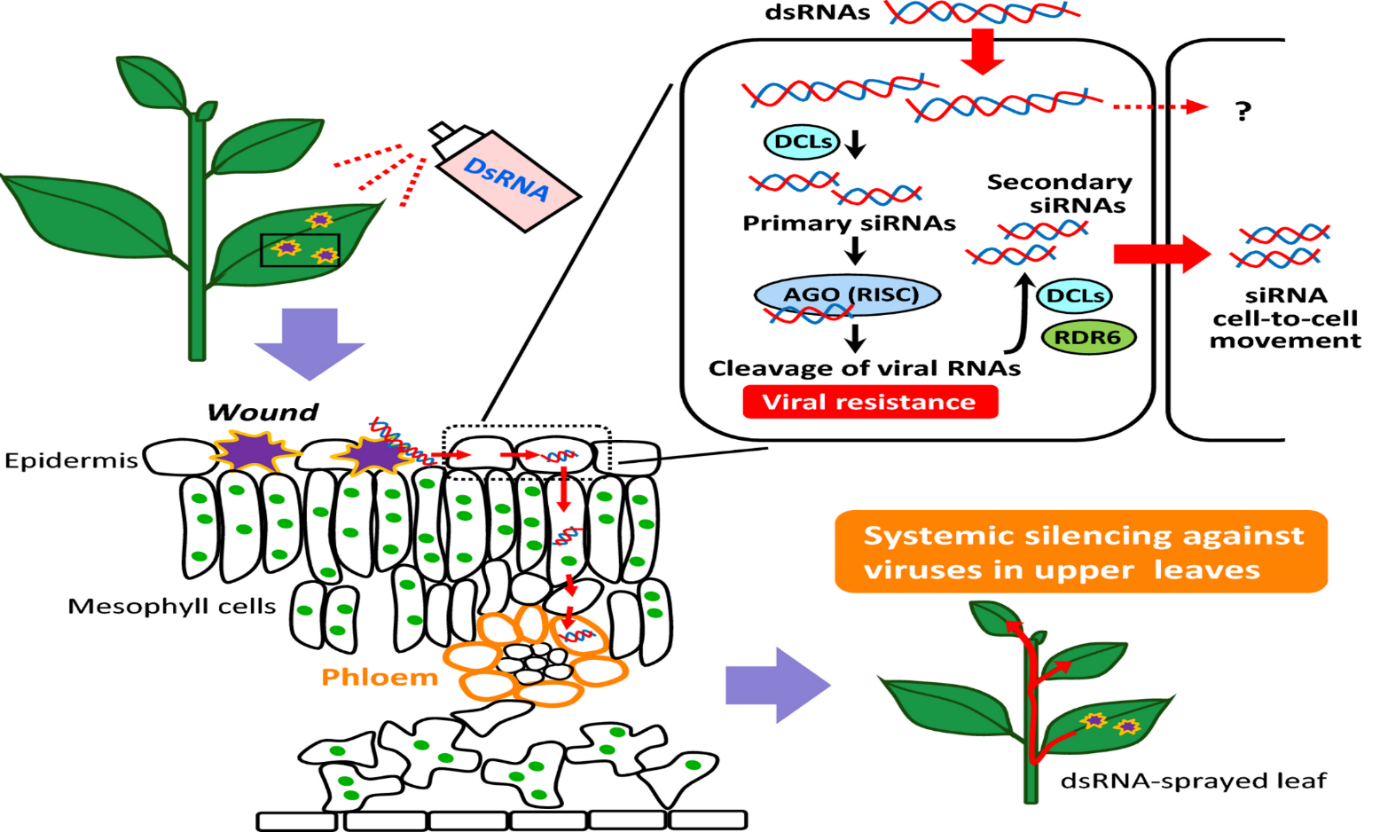 dsRNAs
DsRNA
DCLs
?
Primary siRNAs
Secondary
siRNAs
AGO (RISC)
DCLs
RDR6
siRNA
cell-to-cell
movement
Cleavage of viral RNAs
Viral resistance
Wound
Epidermis
Mesophyll cells
Phloem
Systemic silencing against
viruses in upper leaves
dsRNA-sprayed leaf